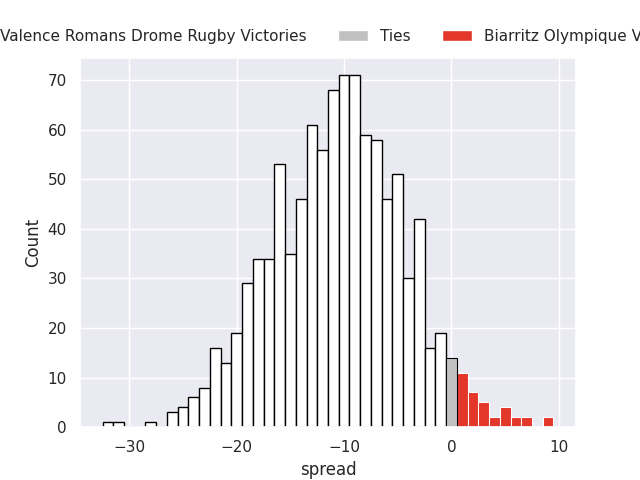 Valence Romans Drome Rugby Victories Ties Biarritz Olympique V
70
60
50
40
30
20
10
0
Count
−30 −20 −10 0 10
spread